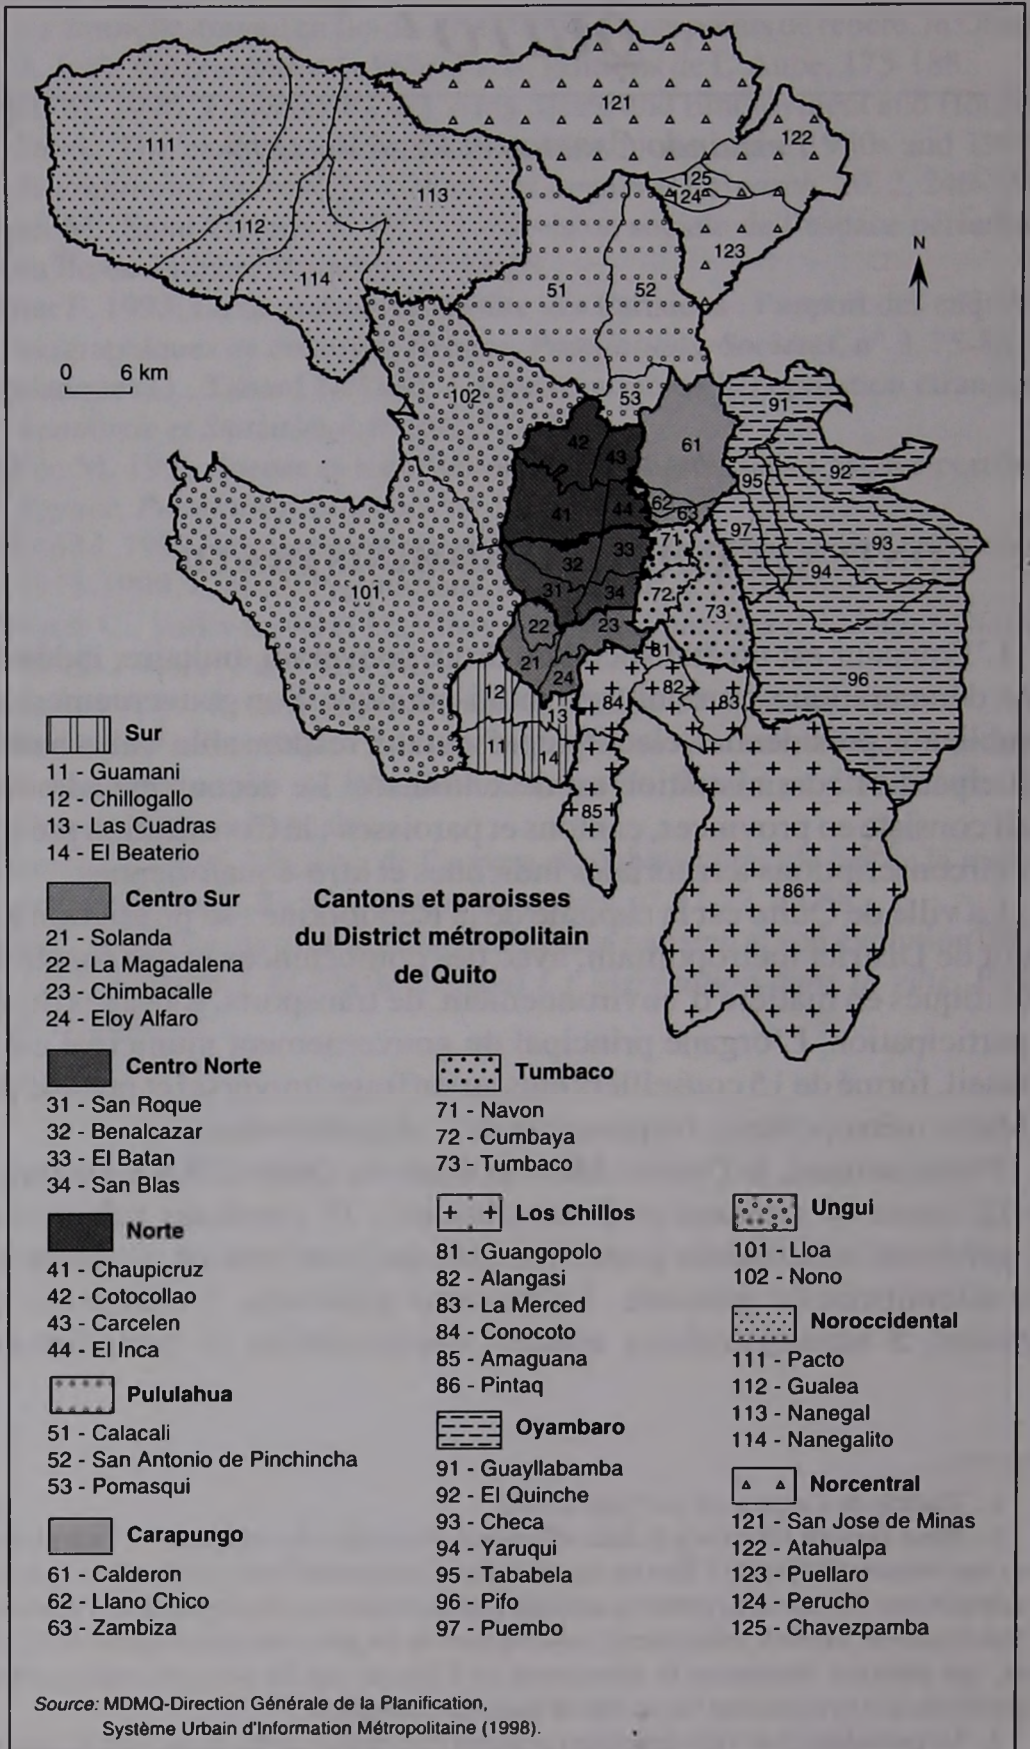 121
122
111
125
113
124
112
123
114
51
52
N
0 6 km
102
53
91
42
43
61
92
95
62
41
44
63
97
93
71
33
32
94
101
31
34
72
73
22
23
81
21
96
24
12
82
84
83
13
11
14
85
86
Cantons et paroisses
du District métropolitain
de Quito
Sur
11 - Guamani
12 - Chillogallo
13 - Las Cuadras
14 - El Beaterio
Centro Sur
21 - Solanda
22 - La Magadalena
23 - Chimbacalle
24 - Eloy Alfaro
Centro Norte
31 - San Roque
32 - Benalcazar
33 - El Batan
34 - San Blas
Norte
41 - Chaupicruz
42 - Cotocollao
43 - Carcelen
44 - El Inca
Pululahua
51 - Calacali
52 - San Antonio de Pinchincha
53 - Pomasqui
Carapungo
61 - Calderon
62 - Llano Chico
63 - Zambiza
Tumbaco
71 - Navon
72 - Cumbaya
73 - Tumbaco
Los Chillos
81 - Guangopolo
82 - Alangasi
83 - La Merced
84 - Conocoto
85 - Amaguana
86 - Pintaq
Oyambaro
91 - Guayllabamba
92 - El Quinche
93 - Checa
94 - Yaruqui
95 - Tababela
96 - Pifo
97 - Puembo
Ungui
101 - Lloa
102 - Nono
Noroccidental
111 - Pacto
112 - Gualea
113 - Nanegal
114 - Nanegalito
Norcentral
121 - San Jose de Minas
122 - Atahualpa
123 - Puellaro
124 - Perucho
125 - Chavezpamba
Source: MDMQ-Direction Générale de la Planification,
Système Urbain d'Information Métropolitaine (1998).